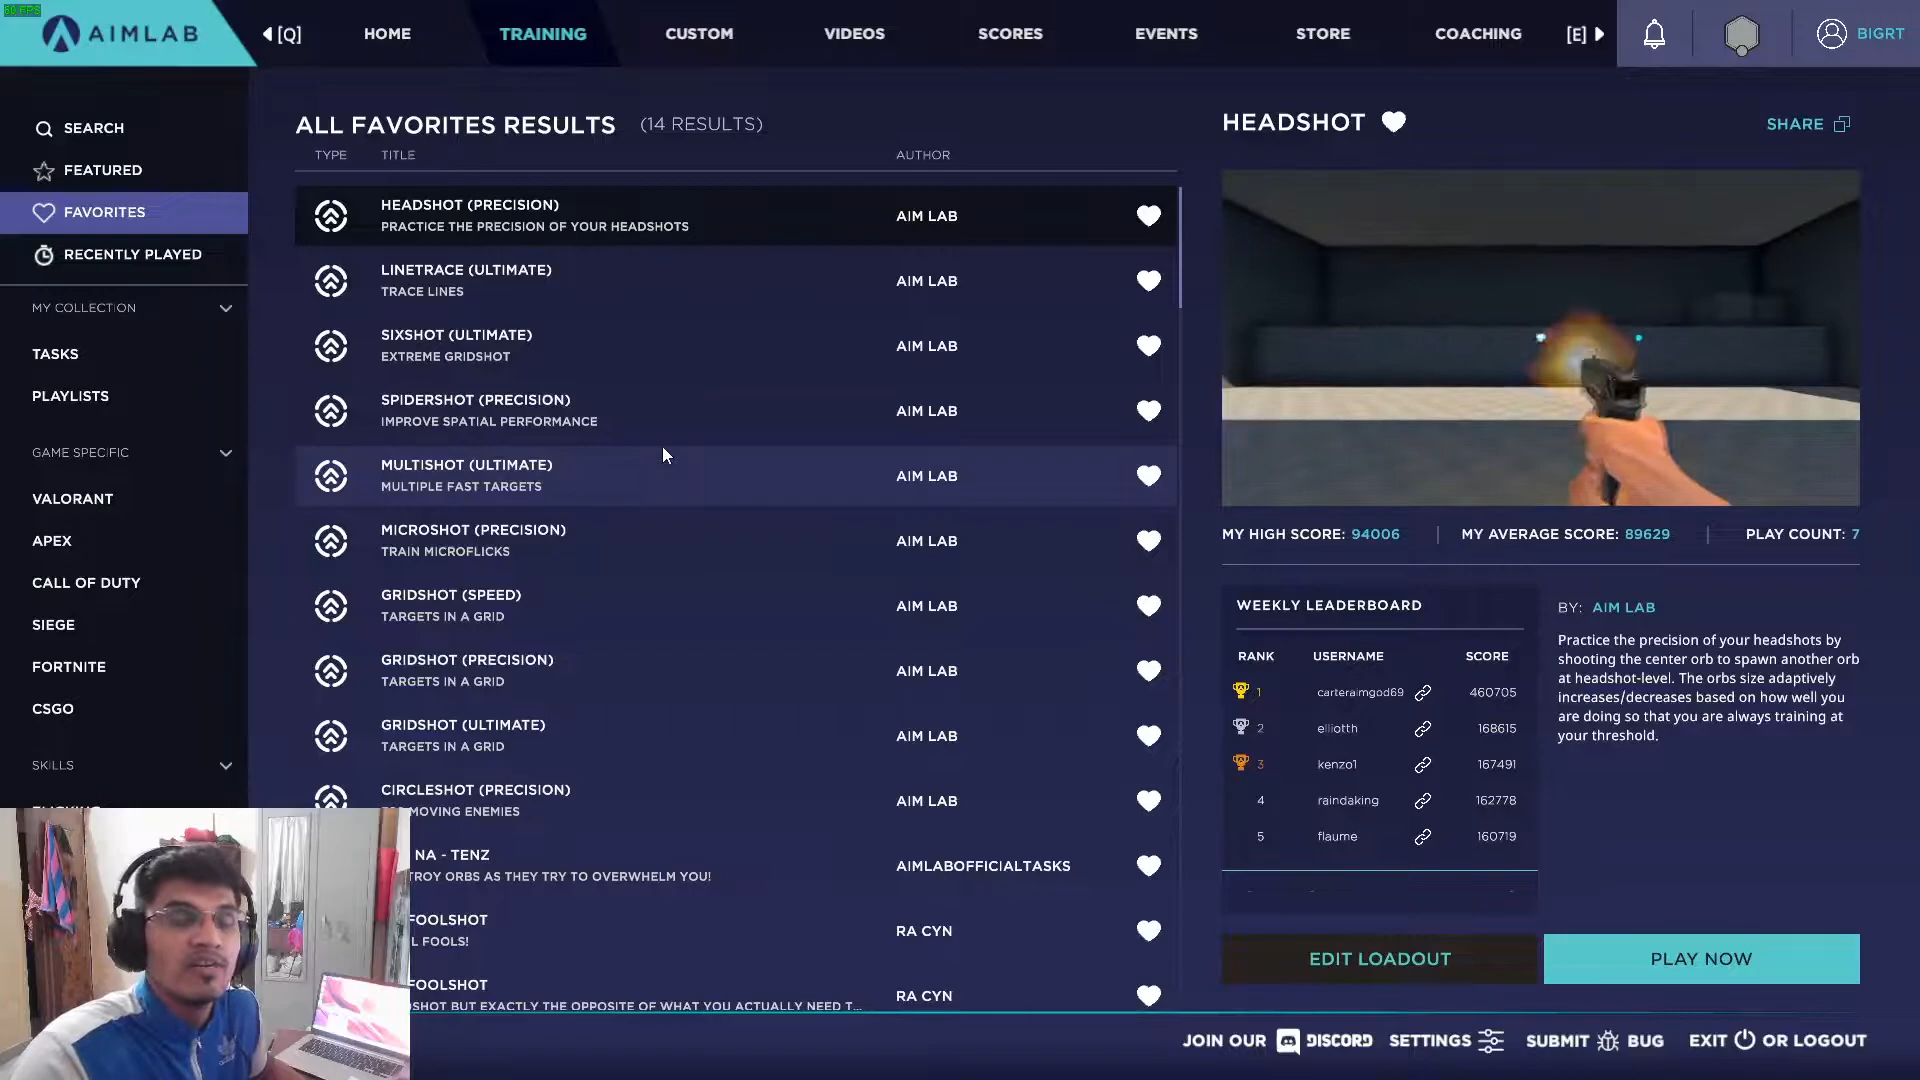 60 FPS
AIMLAB
[Q]
HOME
TRAINING
CUSTOM
VIDEOS
SCORES
EVENTS
STORE
COACHING
[E]
BIGRT
SEARCH
FEATURED
FAVORITES
RECENTLY PLAYED
MY COLLECTION
TASKS
PLAYLISTS
GAME SPECIFIC
VALORANT
APEX
CALL OF DUTY
SIEGE
FORTNITE
CSGO
SKILLS
ALL FAVORITES RESULTS (14 RESULTS)
TYPE TITLE AUTHOR
HEADSHOT (PRECISION)
PRACTICE THE PRECISION OF YOUR HEADSHOTS
AIM LAB
LINETRACE (ULTIMATE)
TRACE LINES
AIM LAB
SIXSHOT (ULTIMATE)
EXTREME GRIDSHOT
AIM LAB
SPIDERSHOT (PRECISION)
IMPROVE SPATIAL PERFORMANCE
AIM LAB
MULTISHOT (ULTIMATE)
MULTIPLE FAST TARGETS
AIM LAB
MICROSHOT (PRECISION)
TRAIN MICROFLICKS
AIM LAB
GRIDSHOT (SPEED)
TARGETS IN A GRID
AIM LAB
GRIDSHOT (PRECISION)
TARGETS IN A GRID
AIM LAB
GRIDSHOT (ULTIMATE)
TARGETS IN A GRID
AIM LAB
CIRCLESHOT (PRECISION)
MOVING ENEMIES
AIM LAB
NA - TENZ
TROY ORBS AS THEY TRY TO OVERWHELM YOU!
AIMLABOFFICIALTASKS
FOOLSHOT
L FOOLS!
RA CYN
FOOLSHOT
DSHOT BUT EXACTLY THE OPPOSITE OF WHAT YOU ACTUALLY NEED T...
RA CYN
HEADSHOT
SHARE
MY HIGH SCORE: 94006
MY AVERAGE SCORE: 89629
PLAY COUNT: 7
WEEKLY LEADERBOARD
RANK USERNAME SCORE
1 carteraimgod69 460705
2 elliotth 168615
3 kenzo1 167491
4 raindaking 162778
5 flaume 160719
BY: AIM LAB
Practice the precision of your headshots by
shooting the center orb to spawn another orb
at headshot-level. The orbs size adaptively
increases/decreases based on how well you
are doing so that you are always training at
your threshold.
EDIT LOADOUT
PLAY NOW
JOIN OUR DISCORD
SETTINGS
SUBMIT BUG
EXIT OR LOGOUT